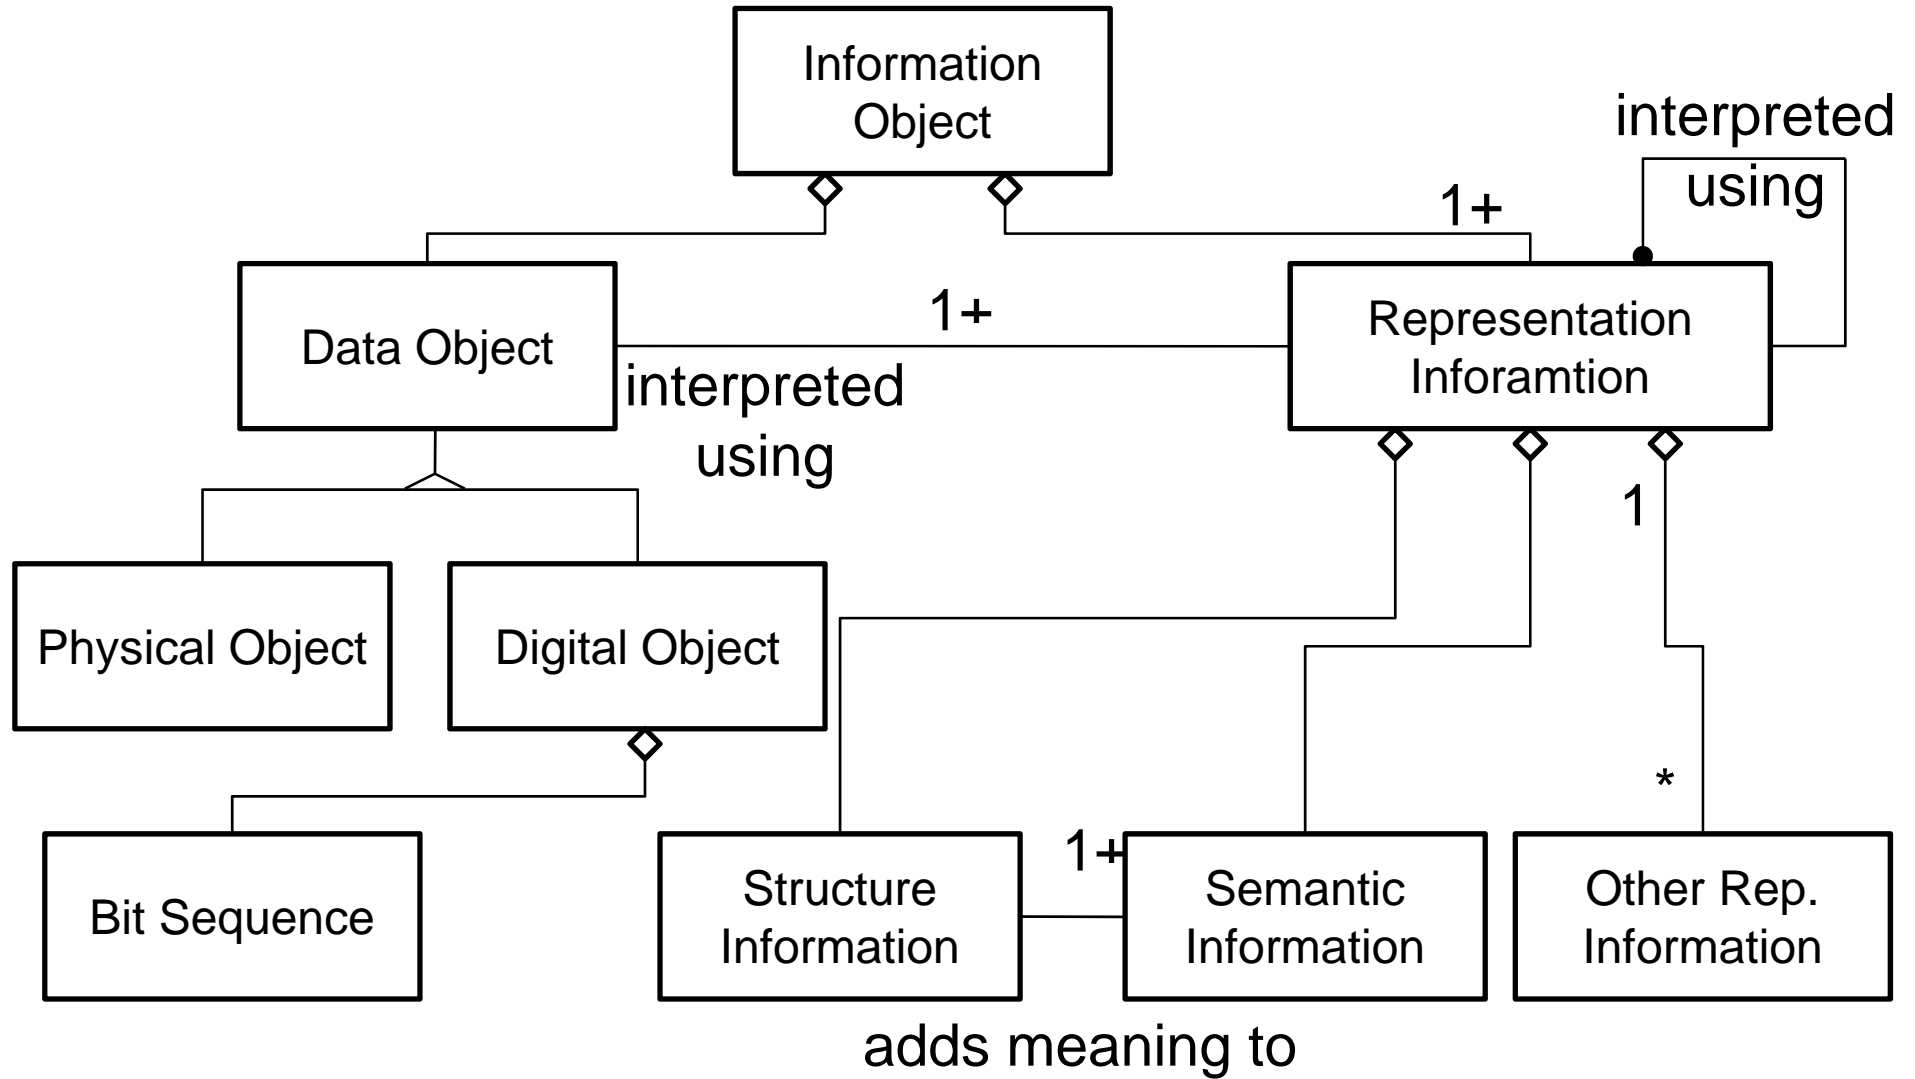 Information
Object
interpreted
using
1+
1+
Data Object
Representation
Inforamtion
interpreted
using
1
Physical Object
Digital Object
*
1+
Bit Sequence
Structure
Information
Semantic
Information
Other Rep.
Information
adds meaning to